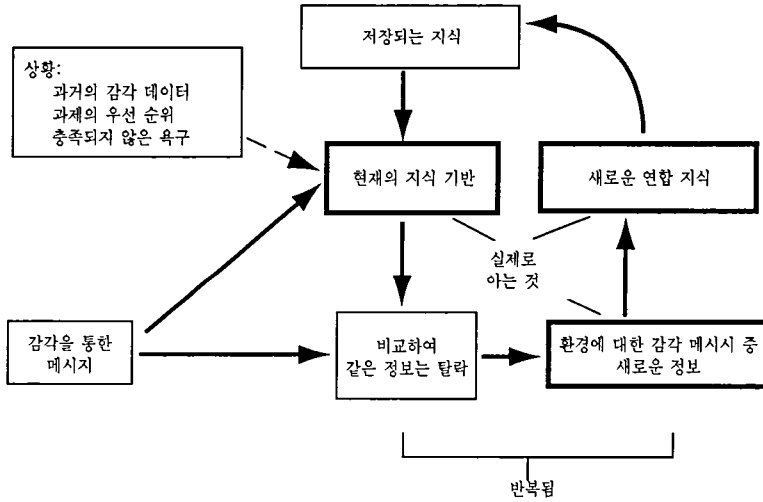 저장되는 지식
상황:
과거의 감각 데이터
과제의 우선 순위
충족되지 않은 욕구
현재의 지식 기반
새로운 연합 지식
실제로
아는 것
감각을 통한
메시지
비교하여
같은 정보는 탈락
환경에 대한 감각 메시시 중
새로운 정보
반복됨